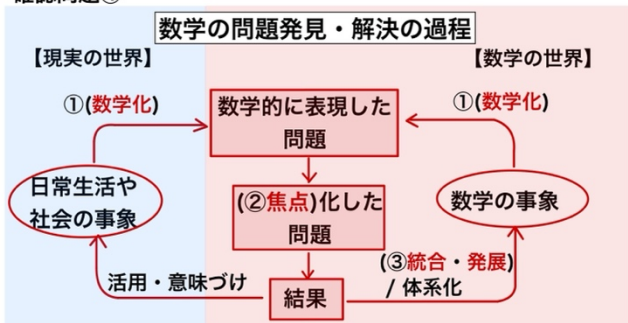 数学の問題発見・解決の過程
【現実の世界】
【数学の世界】
①(数学化)
①(数学化)
数学的に表現した
問題
日常生活や
社会の事象
(②焦点)化した
問題
数学の事象
(③統合・発展)
/ 体系化
活用・意味づけ
結果